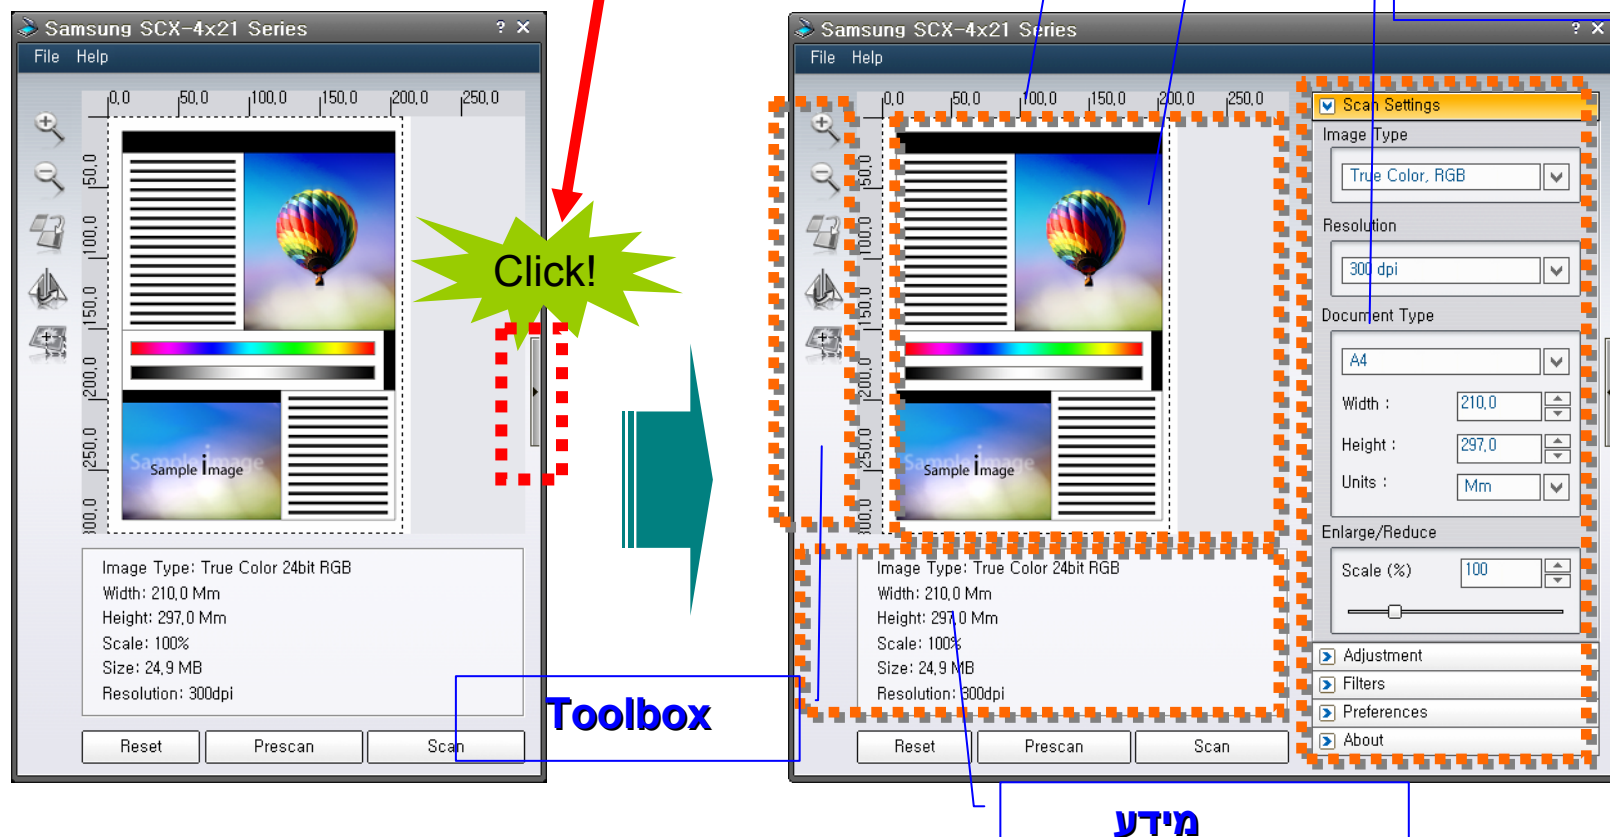 Samsung SCX-4x21 Series ? ✕
File Help
0,0 50,0 100,0 150,0 200,0 250,0
50,0
100,0
150,0
200,0
250,0
Sample image
Click!
Image Type: True Color 24bit RGB
Width: 210,0 Mm
Height: 297,0 Mm
Scale: 100%
Size: 24,9 MB
Resolution: 300dpi
Reset Prescan Scan
Toolbox
Samsung SCX-4x21 Series ? ✕
File Help
0,0 50,0 100,0 150,0 200,0 250,0
50,0
100,0
150,0
200,0
250,0
Sample image
Image Type: True Color 24bit RGB
Width: 210,0 Mm
Height: 297,0 Mm
Scale: 100%
Size: 24,9 MB
Resolution: 300dpi
Reset Prescan Scan
Scan Settings
Image Type
True Color, RGB
Resolution
300 dpi
Document Type
A4
Width : 210,0
Height : 297,0
Units : Mm
Enlarge/Reduce
Scale (%) 100
Adjustment
Filters
Preferences
About
מידע